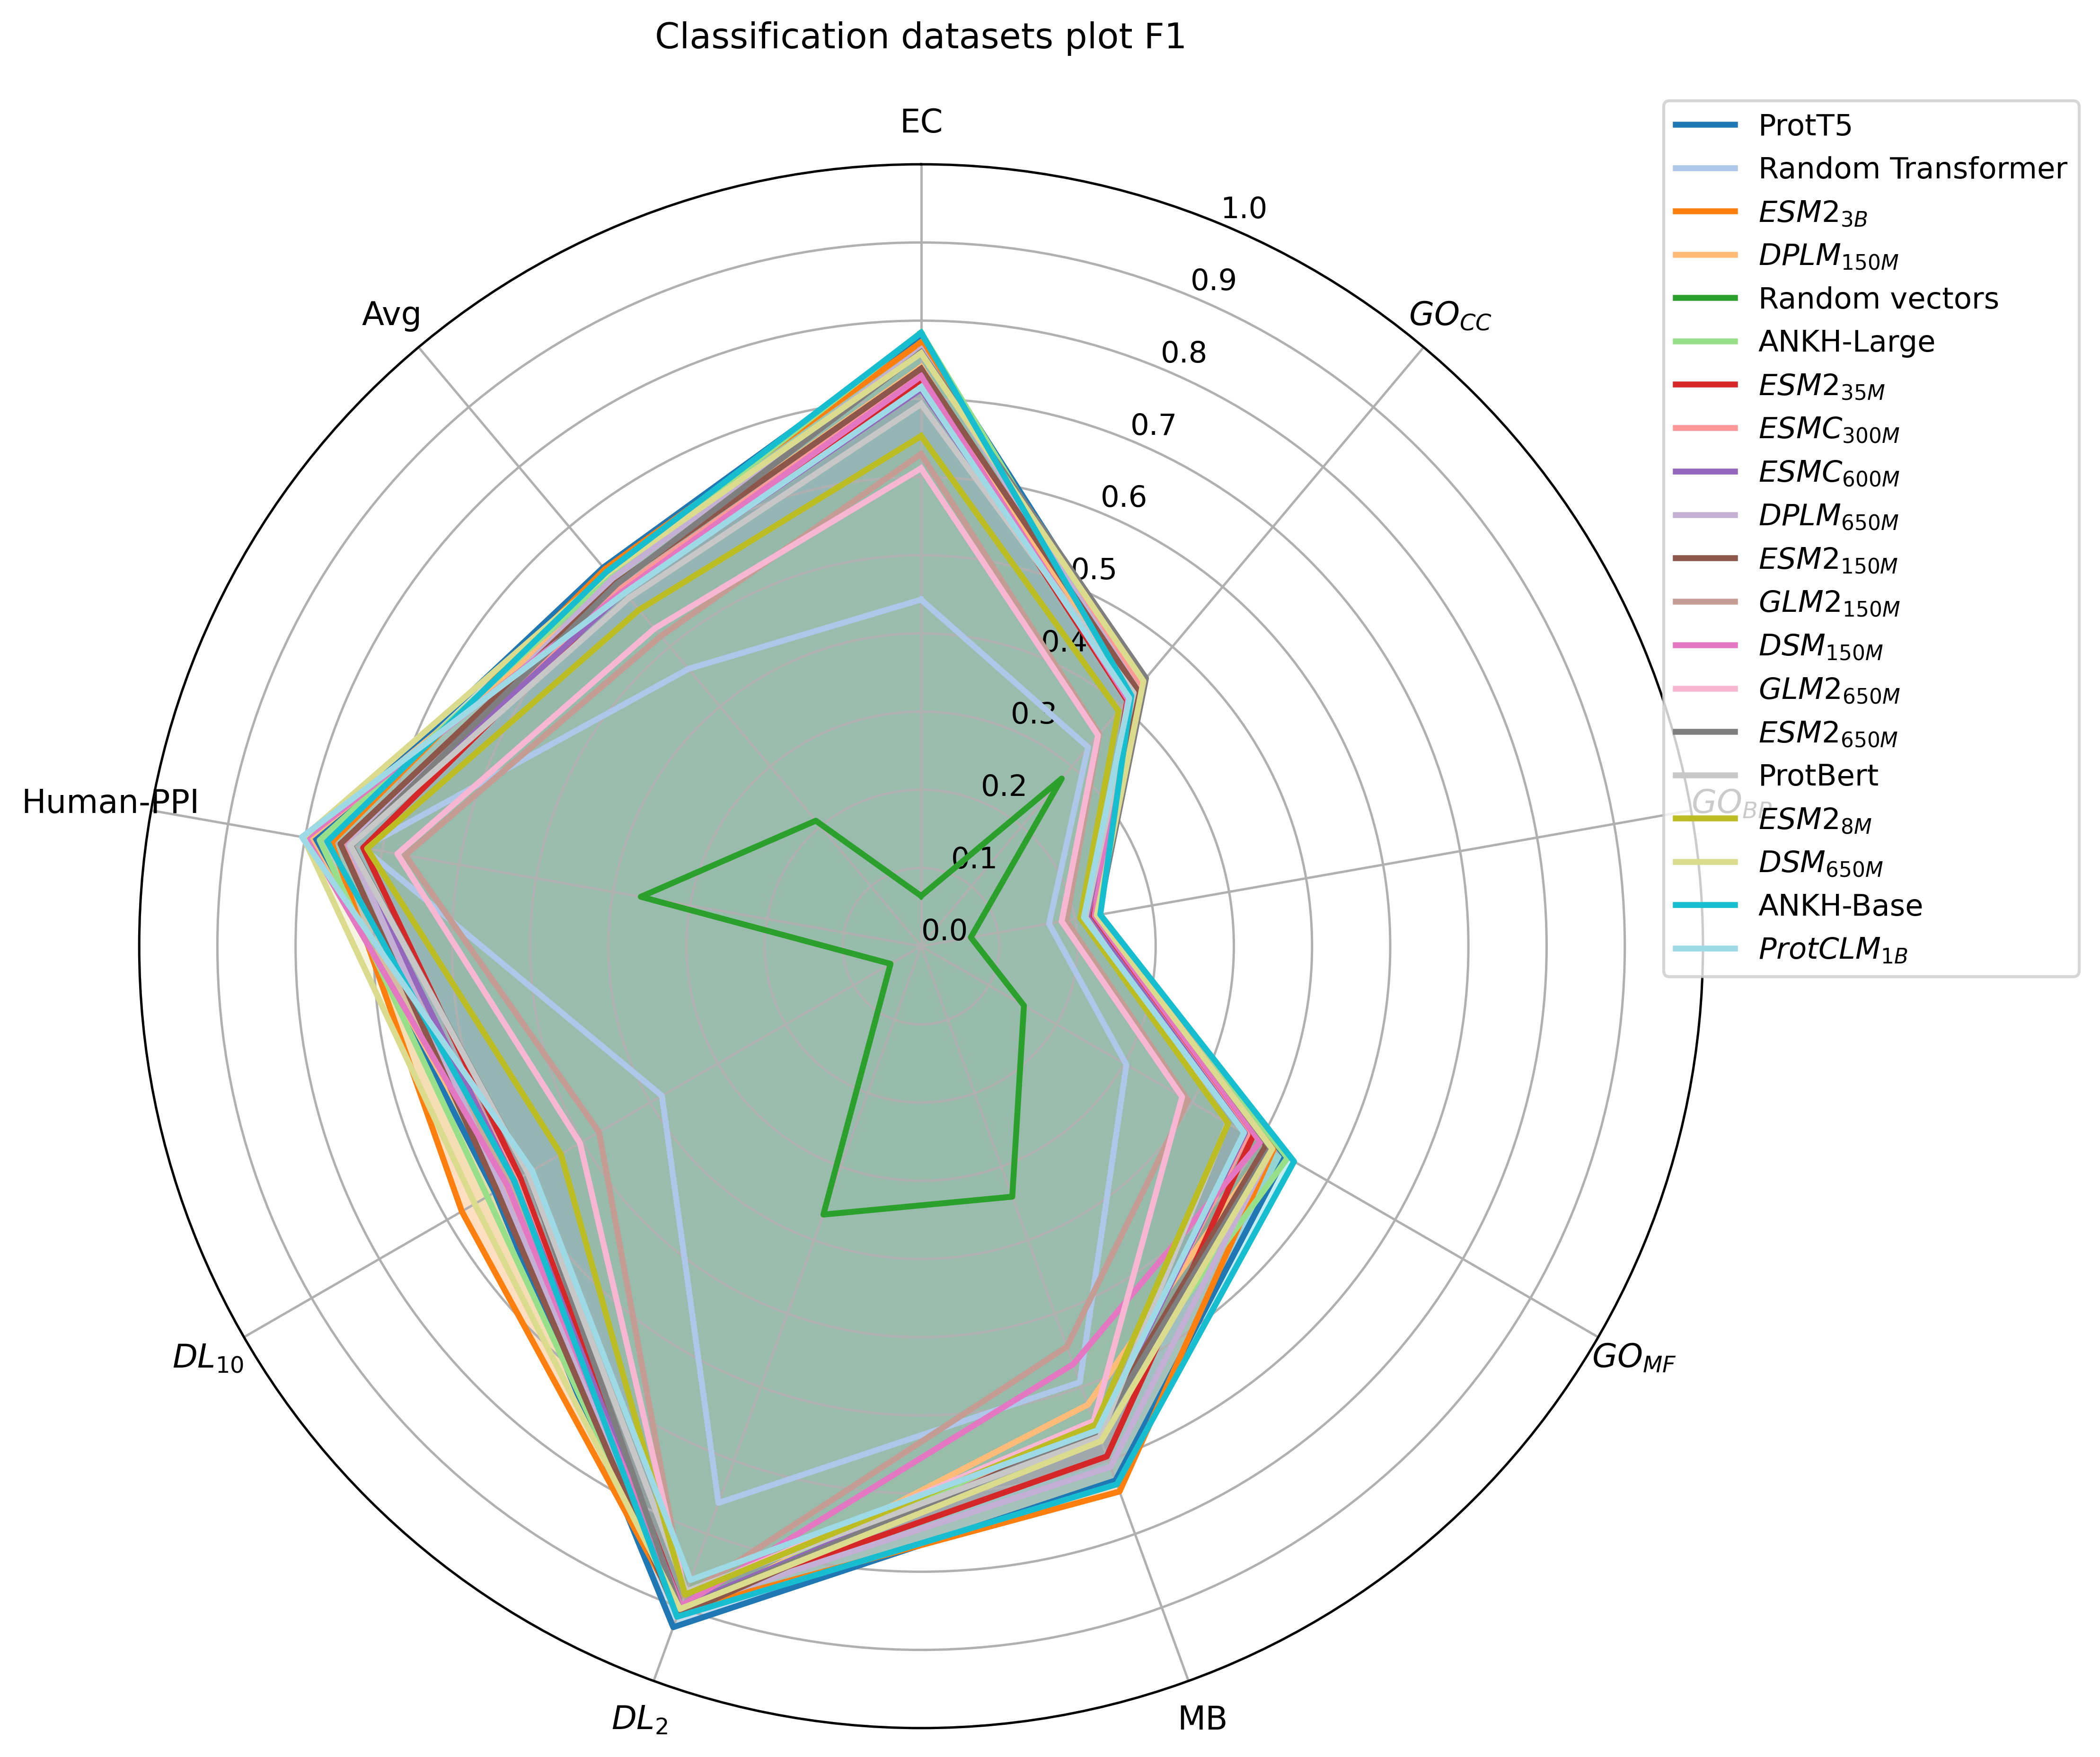 Classification datasets plot F1
EC
GO_CC
GO_BP
GO_MF
MB
DL_2
DL_10
Human-PPI
Avg
1.0
0.9
0.8
0.7
0.6
0.5
0.4
0.3
0.2
0.1
0.0
ProtT5
Random Transformer
ESM2_3B
DPLM_150M
Random vectors
ANKH-Large
ESM2_35M
ESMC_300M
ESMC_600M
DPLM_650M
ESM2_150M
GLM2_150M
DSM_150M
GLM2_650M
ESM2_650M
ProtBert
ESM2_8M
DSM_650M
ANKH-Base
ProtCLM_1B